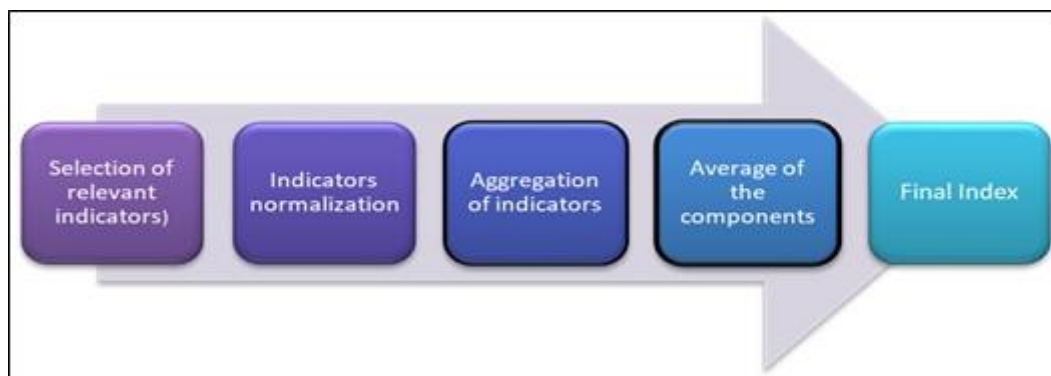 Selection of
relevant
indicators)
Indicators
normalization
Aggregation
of indicators
Average of
the
components
Final Index